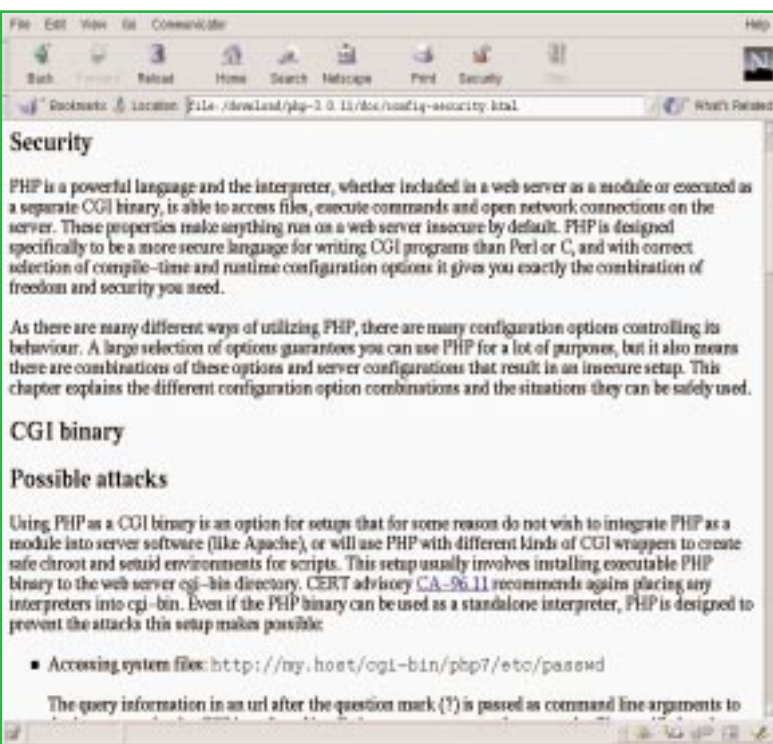 File Edit View Go Communicator Help
Back Forward Reload Home Search Netscape Print Security
Bookmarks Location: file:/download/php-3.0.11/doc/config-security.html What's Related
Security
PHP is a powerful language and the interpreter, whether included in a web server as a module or executed as
a separate CGI binary, is able to access files, execute commands and open network connections on the
server. These properties make anything run on a web server insecure by default. PHP is designed
specifically to be a more secure language for writing CGI programs than Perl or C, and with correct
selection of compile-time and runtime configuration options it gives you exactly the combination of
freedom and security you need.
As there are many different ways of utilizing PHP, there are many configuration options controlling its
behaviour. A large selection of options guarantees you can use PHP for a lot of purposes, but it also means
there are combinations of these options and server configurations that result in an insecure setup. This
chapter explains the different configuration option combinations and the situations they can be safely used.
CGI binary
Possible attacks
Using PHP as a CGI binary is an option for setups that for some reason do not wish to integrate PHP as a
module into server software (like Apache), or will use PHP with different kinds of CGI wrappers to create
safe chroot and setuid environments for scripts. This setup usually involves installing executable PHP
binary to the web server cgi-bin directory. CERT advisory CA-96.11 recommends agains placing any
interpreters into cgi-bin. Even if the PHP binary can be used as a standalone interpreter, PHP is designed to
prevent the attacks this setup makes possible:
Accessing system files: http://my.host/cgi-bin/php?/etc/passwd
The query information in an url after the question mark (?) is passed as command line arguments to